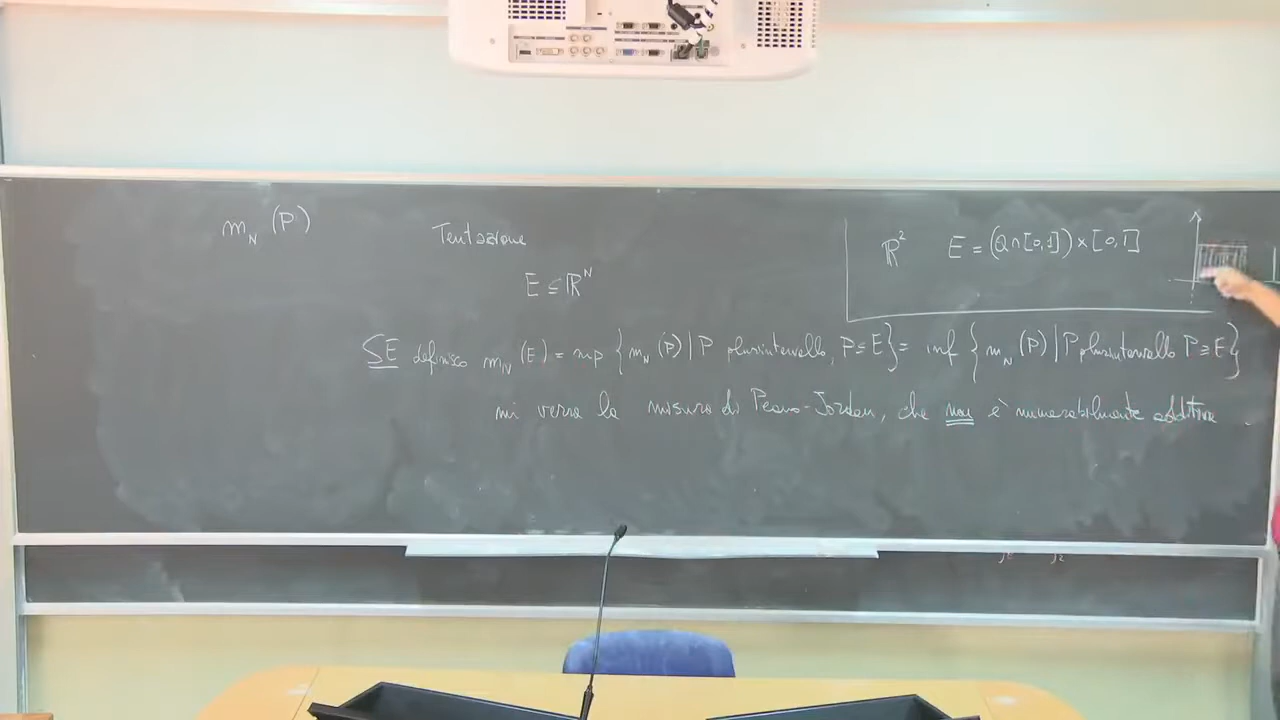 m_N (P)
Tentazione
E ⊆ ℝ^N
ℝ² E = (Q∩[0,1])×[0,1]
SE definisco m_N (E) = sup { m_N (P) | P plurintervallo, P ⊆ E } = inf { m_N (P) | P plurintervallo P ⊇ E }
mi verra la misura di Peano-Jordan, che non è numerabilmente additiva.